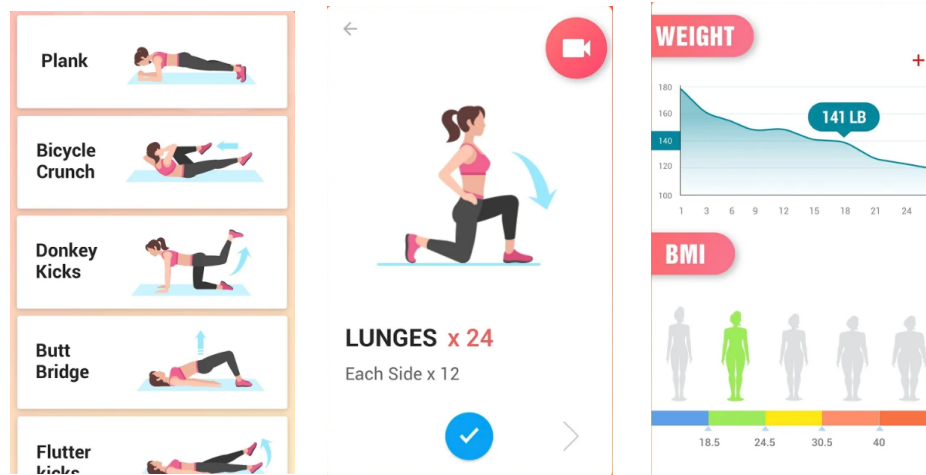 Plank
Bicycle
Crunch
Donkey
Kicks
Butt
Bridge
Flutter
kicks
LUNGES x 24
Each Side x 12
WEIGHT
+
180
160
141 LB
140
120
100
1 3 6 9 12 15 18 21 24
BMI
18.5 24.5 30.5 40